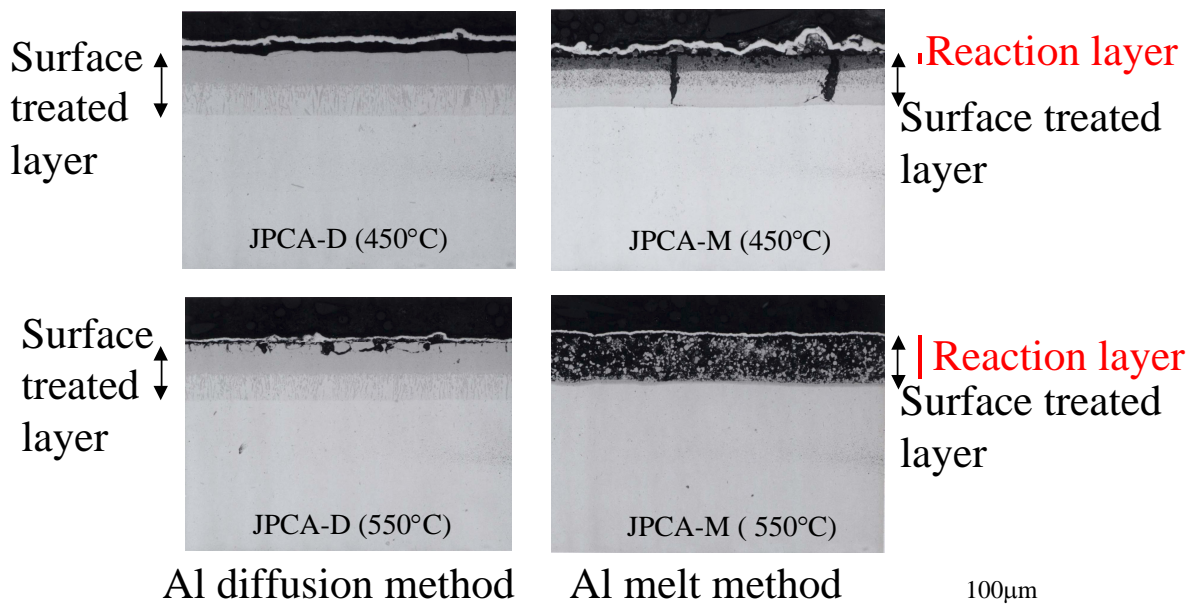 Surface
treated
layer
Reaction layer
Surface treated
layer
JPCA-D (450°C)
JPCA-M (450℃)
Surface
treated
layer
Reaction layer
Surface treated
layer
JPCA-D (550°C)
JPCA-M ( 550℃)
Al diffusion method
Al melt method
100μm